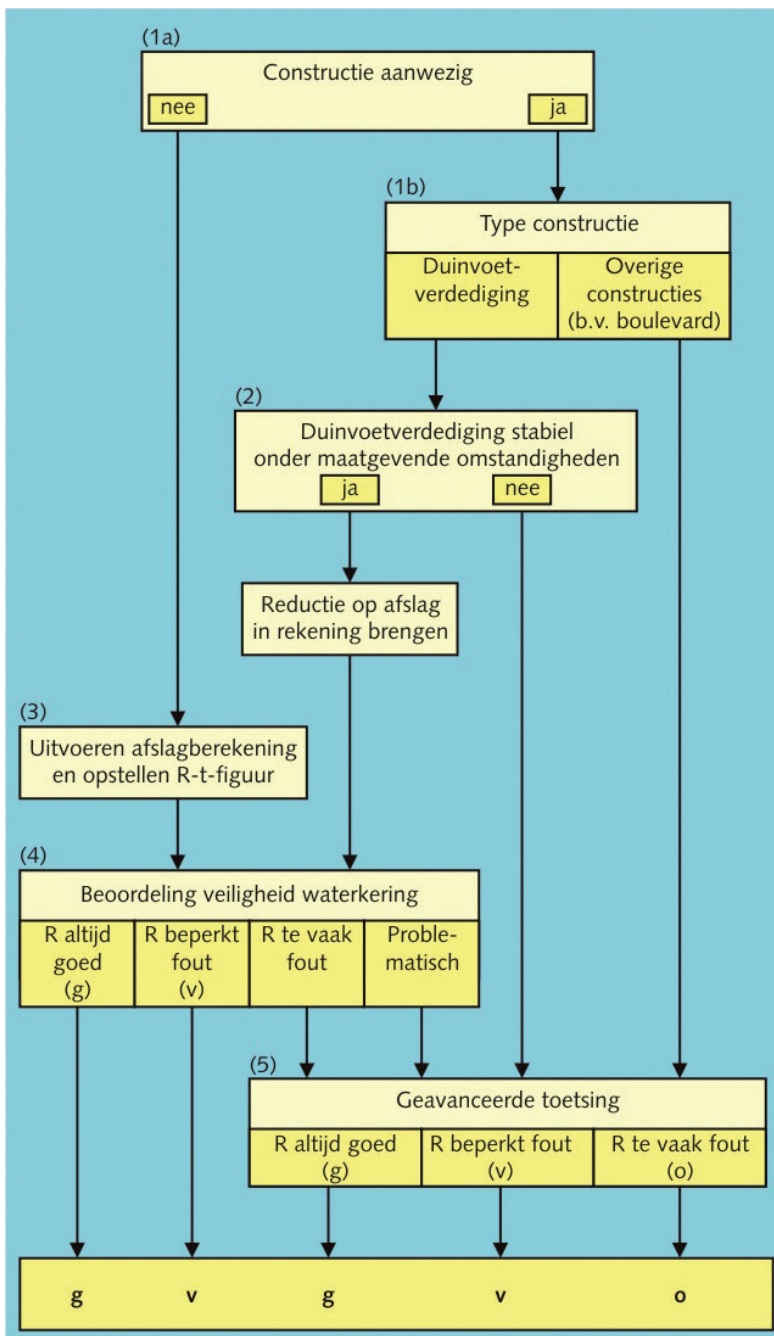 (1a)
Constructie aanwezig
nee
ja
(1b)
Type constructie
Duinvoet-
verdediging
Overige
constructies
(b.v. boulevard)
(2)
Duinvoetverdediging stabiel
onder maatgevende omstandigheden
ja
nee
Reductie op afslag
in rekening brengen
(3)
Uitvoeren afslagberekening
en opstellen R-t-figuur
(4)
Beoordeling veiligheid waterkering
R altijd
goed
(g)
R beperkt
fout
(v)
R te vaak
fout
Proble-
matisch
(5)
Geavanceerde toetsing
R altijd goed
(g)
R beperkt fout
(v)
R te vaak fout
(o)
g v g v o